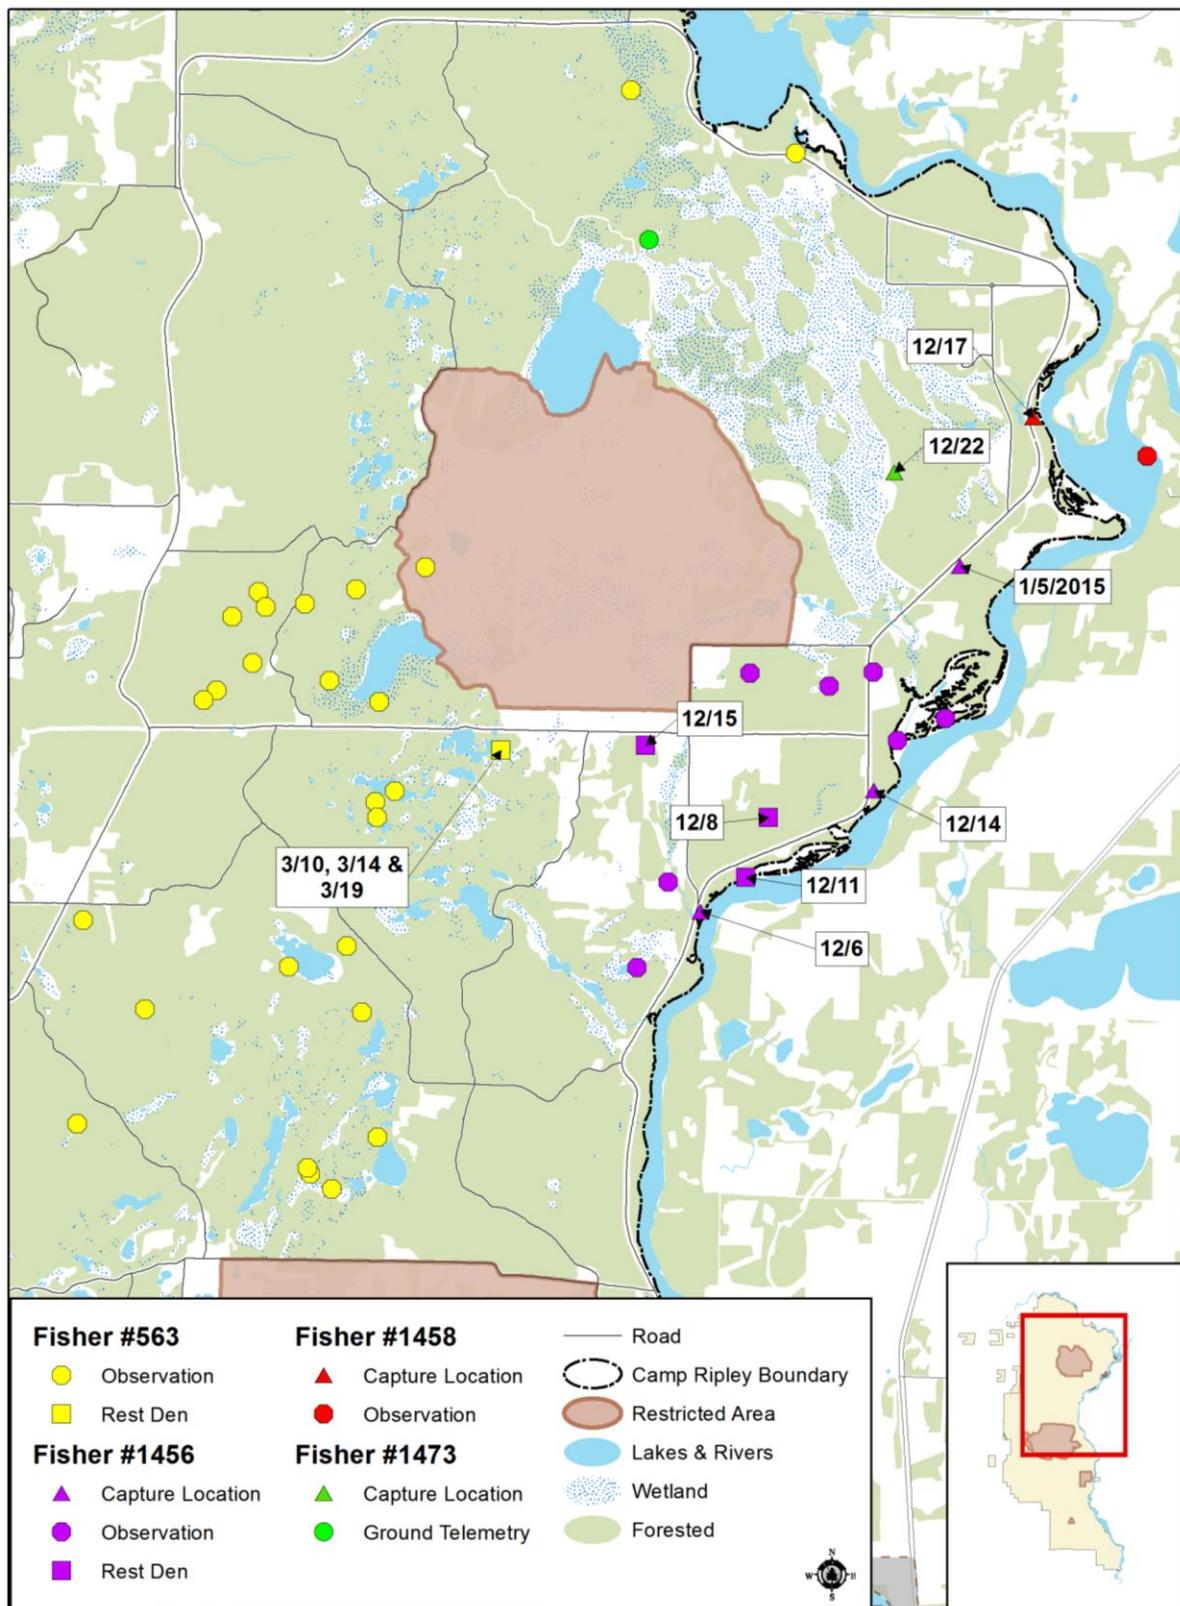 12/17
12/22
1/5/2015
12/15
12/8
12/14
3/10, 3/14 &
3/19
12/11
12/6
Fisher #563
Observation
Rest Den
Fisher #1456
Capture Location
Observation
Rest Den
Fisher #1458
Capture Location
Observation
Fisher #1473
Capture Location
Ground Telemetry
Road
Camp Ripley Boundary
Restricted Area
Lakes & Rivers
Wetland
Forested
N
W
S